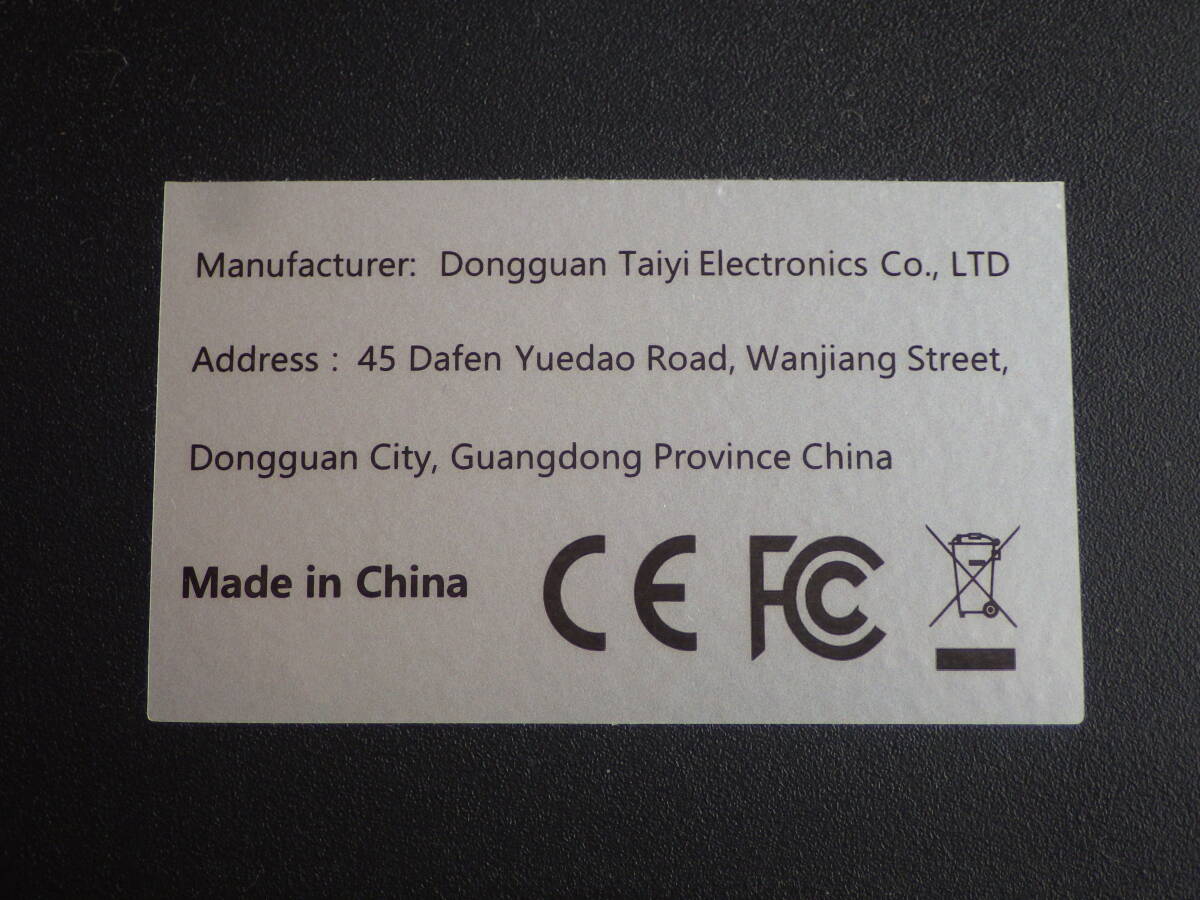 Manufacturer: Dongguan Taiyi Electronics Co., LTD
Address : 45 Dafen Yuedao Road, Wanjiang Street,
Dongguan City, Guangdong Province China
Made in China CE FC